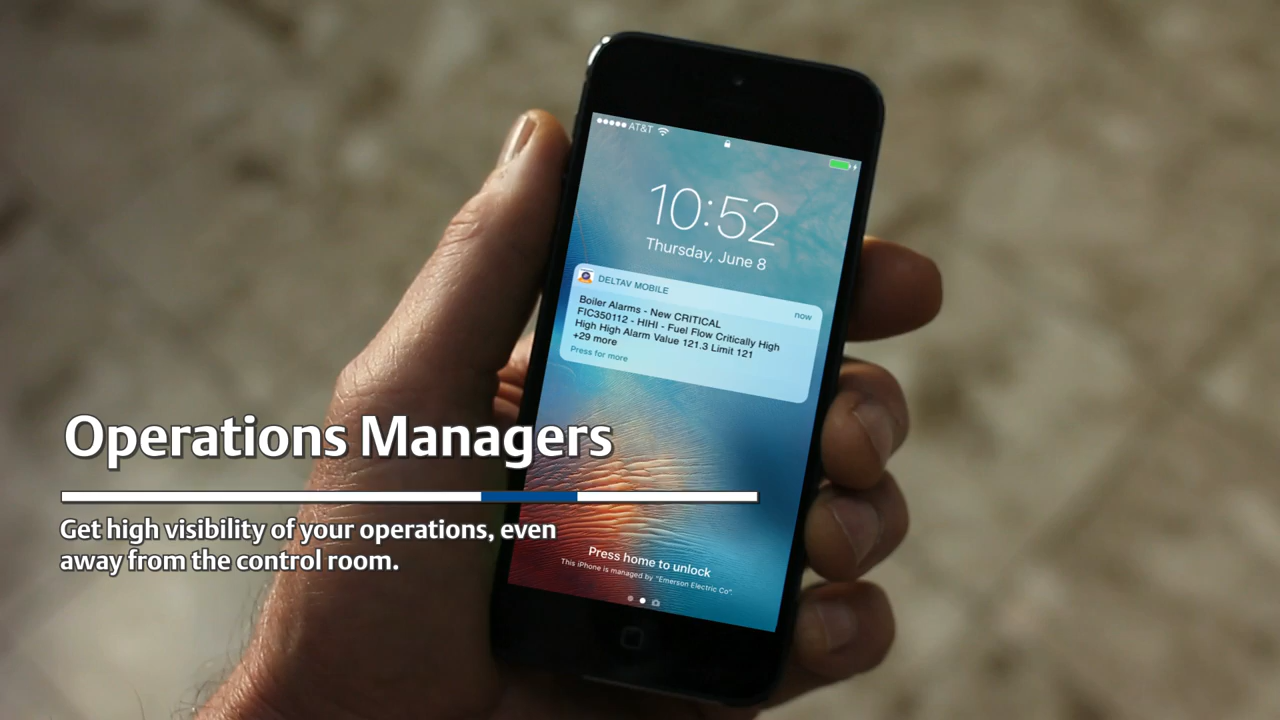 AT&T
10:52
Thursday, June 8
DELTAV MOBILE
now
Boiler Alarms - New CRITICAL
FIC350112 - HIHI - Fuel Flow Critically High
High High Alarm Value 121.3 Limit 121
+29 more
Press for more
Operations Managers
Get high visibility of your operations, even
away from the control room.
Press home to unlock
This iPhone is managed by "Emerson Electric Co".